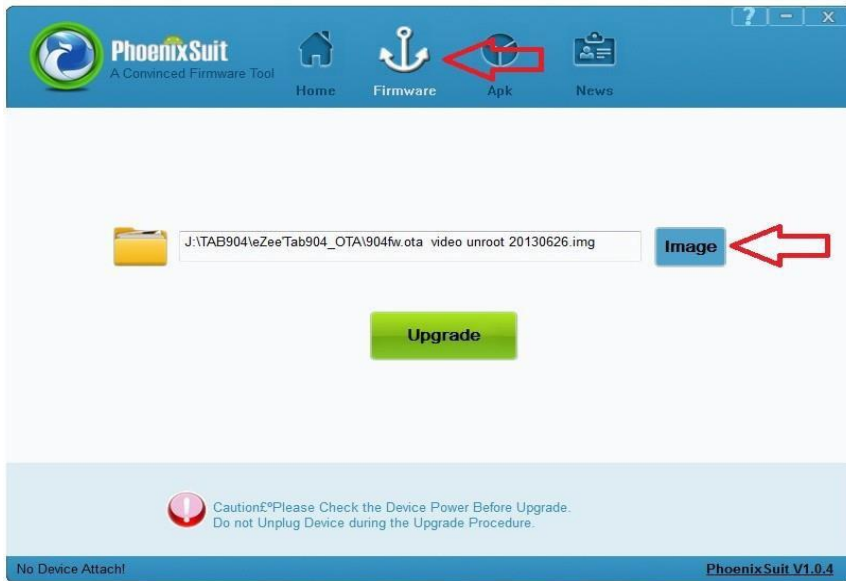 ? – x
PhoenixSuit
A Convinced Firmware Tool
Home Firmware Apk News
J:\TAB904\eZee'Tab904_OTA\904fw.ota video unroot 20130626.img
Image
Upgrade
Caution£ºPlease Check the Device Power Before Upgrade.
Do not Unplug Device during the Upgrade Procedure.
No Device Attach!
PhoenixSuit V1.0.4